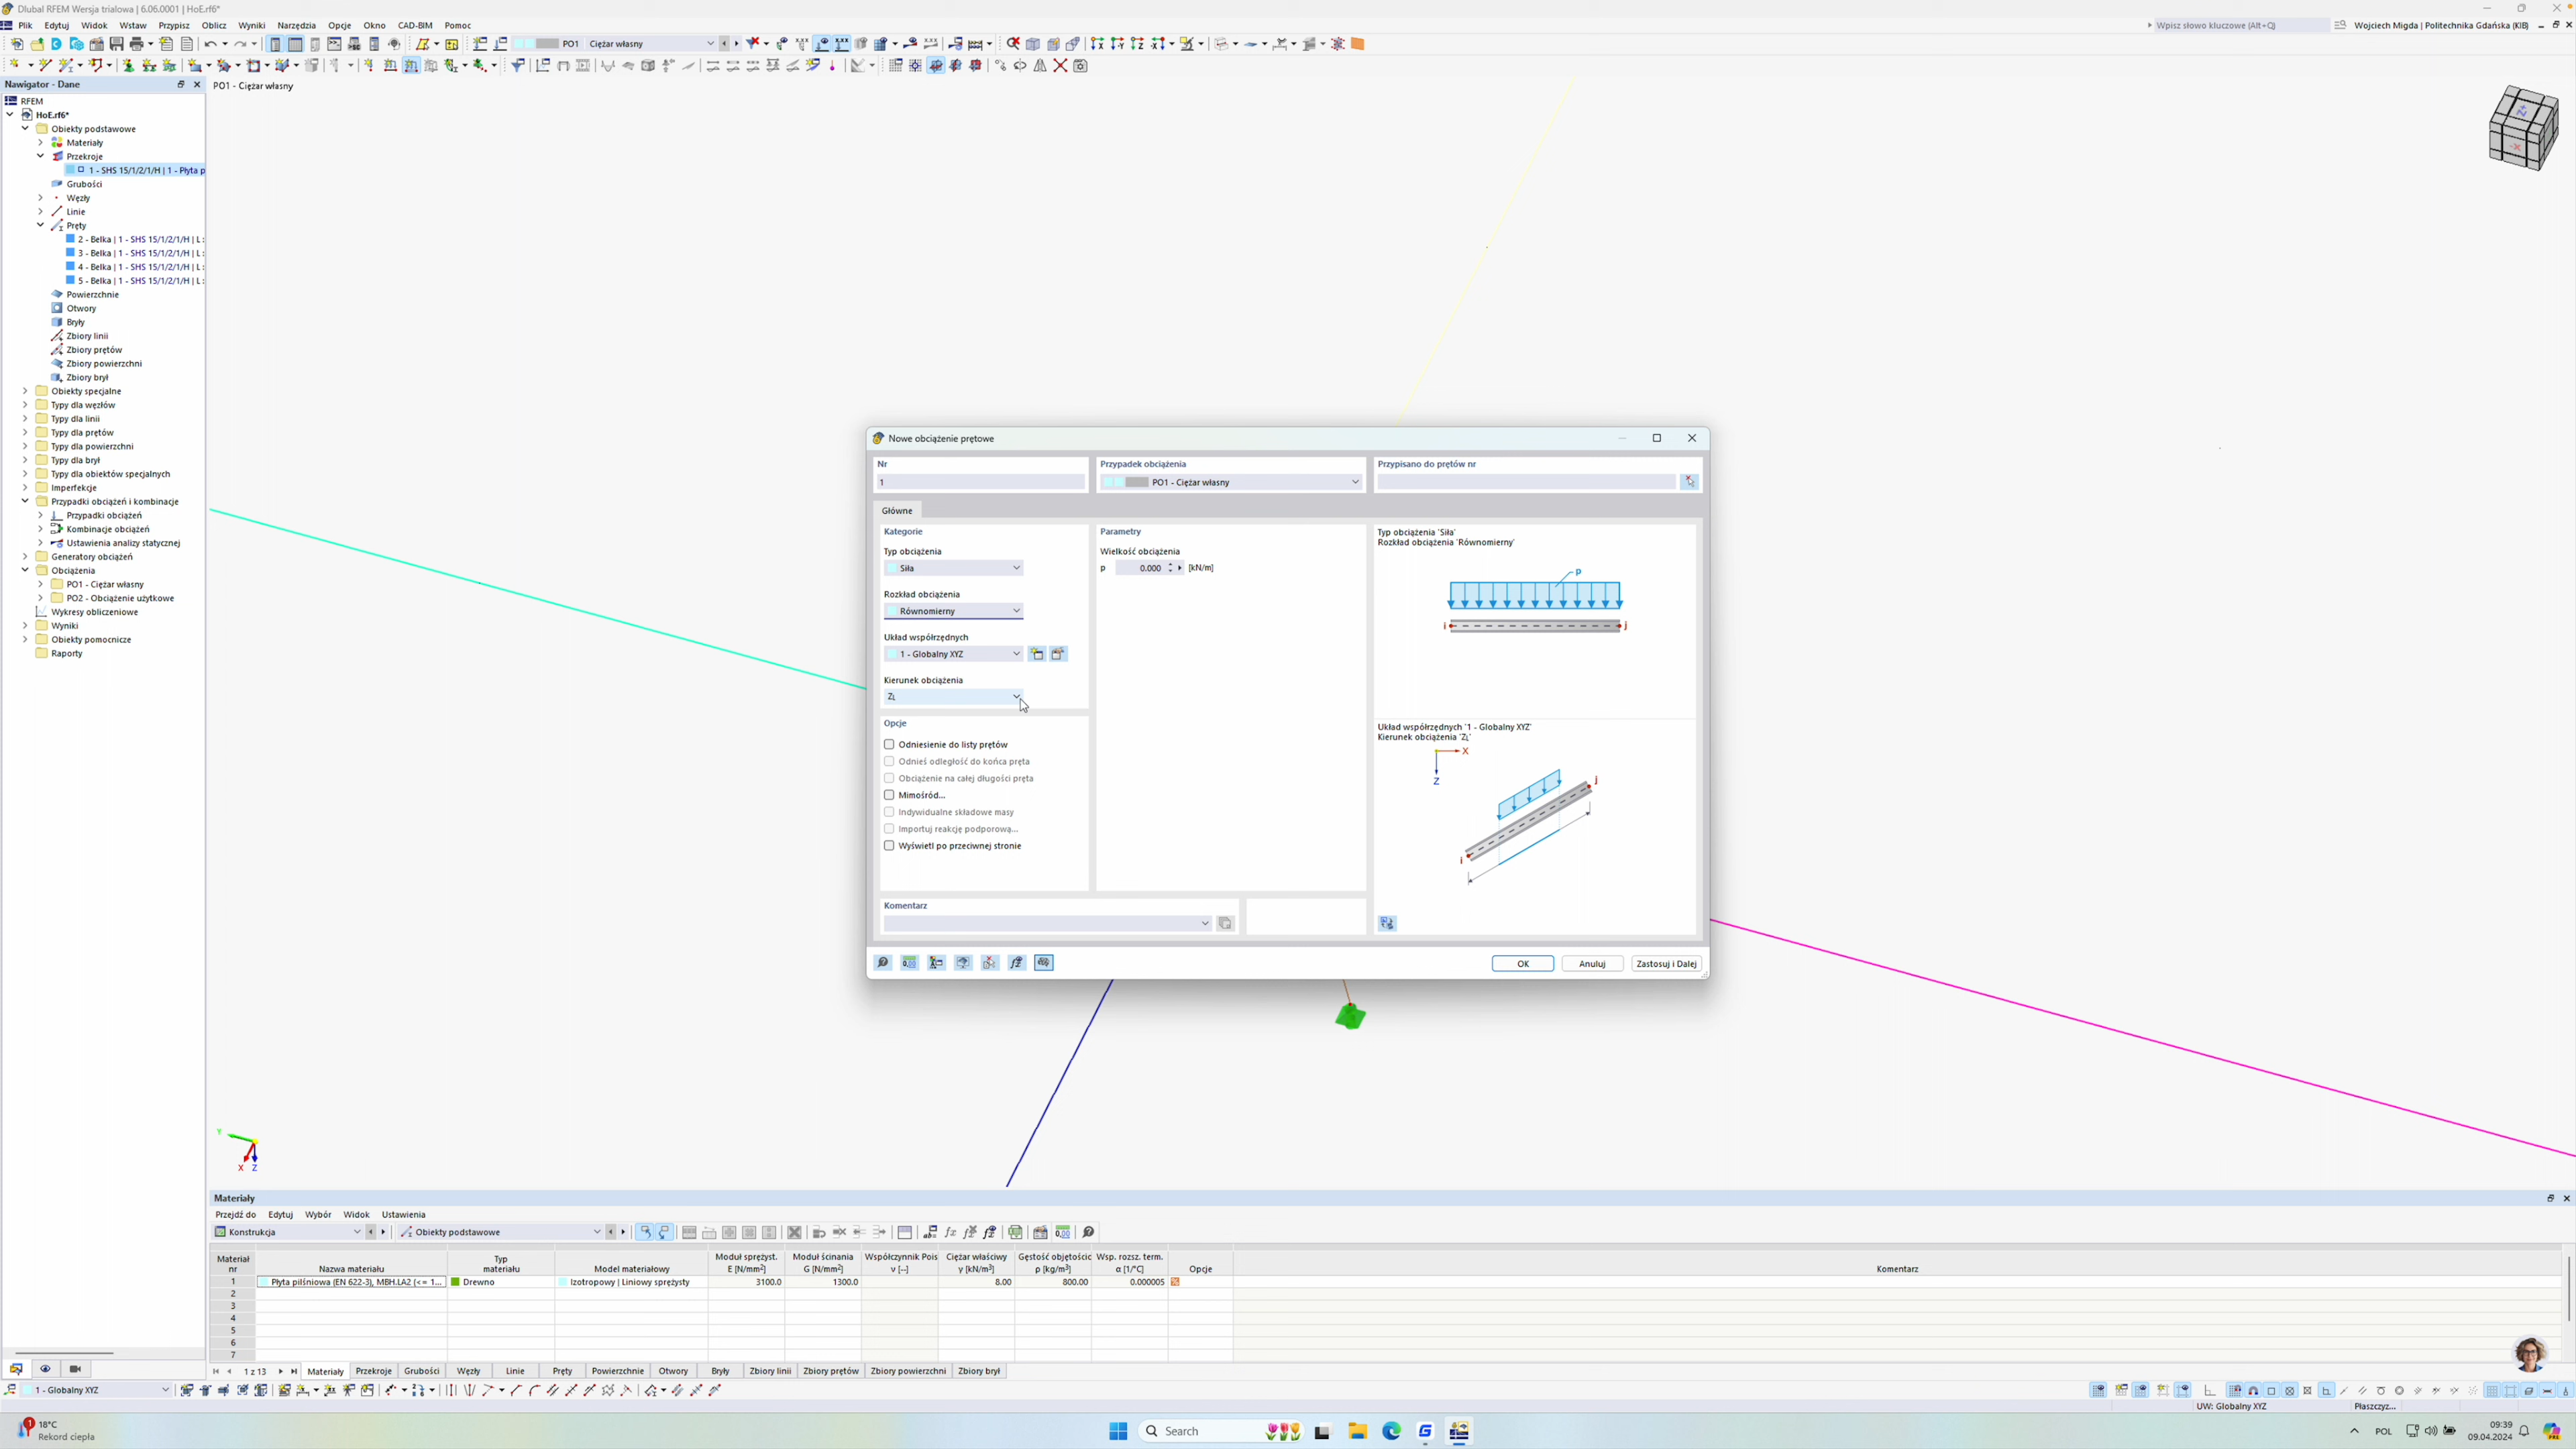 Dlubal RFEM Wersja trialowa | 6.06.0001 | HoE.rf6*
Plik Edytuj Widok Wstaw Przypisz Oblicz Wyniki Narzędzia Opcje Okno CAD-BIM Pomoc
Wpisz słowo kluczowe (Alt+Q)
Wojciech Migda | Politechnika Gdańska (KIB)
PO1 Ciężar własny
Nawigator - Dane
RFEM
HoE.rf6*
Obiekty podstawowe
Materiały
Przekroje
1 - SHS 15/1/2/1/H | 1 - Płyta p
Grubości
Węzły
Linie
Pręty
2 - Belka | 1 - SHS 15/1/2/1/H | L :
3 - Belka | 1 - SHS 15/1/2/1/H | L :
4 - Belka | 1 - SHS 15/1/2/1/H | L :
5 - Belka | 1 - SHS 15/1/2/1/H | L :
Powierzchnie
Otwory
Bryły
Zbiory linii
Zbiory prętów
Zbiory powierzchni
Zbiory brył
Obiekty specjalne
Typy dla węzłów
Typy dla linii
Typy dla prętów
Typy dla powierzchni
Typy dla brył
Typy dla obiektów specjalnych
Imperfekcje
Przypadki obciążeń i kombinacje
Przypadki obciążeń
Kombinacje obciążeń
Ustawienia analizy statycznej
Generatory obciążeń
Obciążenia
PO1 - Ciężar własny
PO2 - Obciążenie użytkowe
Wykresy obliczeniowe
Wyniki
Obiekty pomocnicze
Raporty
PO1 - Ciężar własny
+Z
-X
Nowe obciążenie prętowe
Nr
1
Przypadek obciążenia
PO1 - Ciężar własny
Przypisano do prętów nr
Główne
Kategorie
Typ obciążenia
Siła
Rozkład obciążenia
Równomierny
Układ współrzędnych
1 - Globalny XYZ
Kierunek obciążenia
ZL
Opcje
Odniesienie do listy prętów
Odnieś odległość do końca pręta
Obciążenie na całej długości pręta
Mimośród...
Indywidualne składowe masy
Importuj reakcję podporową...
Wyświetl po przeciwnej stronie
Parametry
Wielkość obciążenia
p 0.000 [kN/m]
Typ obciążenia 'Siła'
Rozkład obciążenia 'Równomierny'
p
i j
Układ współrzędnych '1 - Globalny XYZ'
Kierunek obciążenia 'ZL'
X
Z
j
i
Komentarz
OK Anuluj Zastosuj i Dalej
Y
X Z
Materiały
Przejdź do Edytuj Wybór Widok Ustawienia
Konstrukcja Obiekty podstawowe
Materiał nr
Nazwa materiału
Typ materiału
Model materiałowy
Moduł sprężyst. E [N/mm²]
Moduł ścinania G [N/mm²]
Współczynnik Pois ν [--]
Ciężar właściwy γ [kN/m³]
Gęstość objętościc ρ [kg/m³]
Wsp. rozsz. term. α [1/°C]
Opcje
Komentarz
1 Płyta pilśniowa (EN 622-3), MBH.LA2 (<= 1... Drewno Izotropowy | Liniowy sprężysty 3100.0 1300.0 8.00 800.00 0.000005
2
3
4
5
6
7
1 z 13 Materiały Przekroje Grubości Węzły Linie Pręty Powierzchnie Otwory Bryły Zbiory linii Zbiory prętów Zbiory powierzchni Zbiory brył
1 - Globalny XYZ
UW: Globalny XYZ
Płaszczyz...
1
18°C
Rekord ciepła
Search
POL
09:39
09.04.2024
PRE